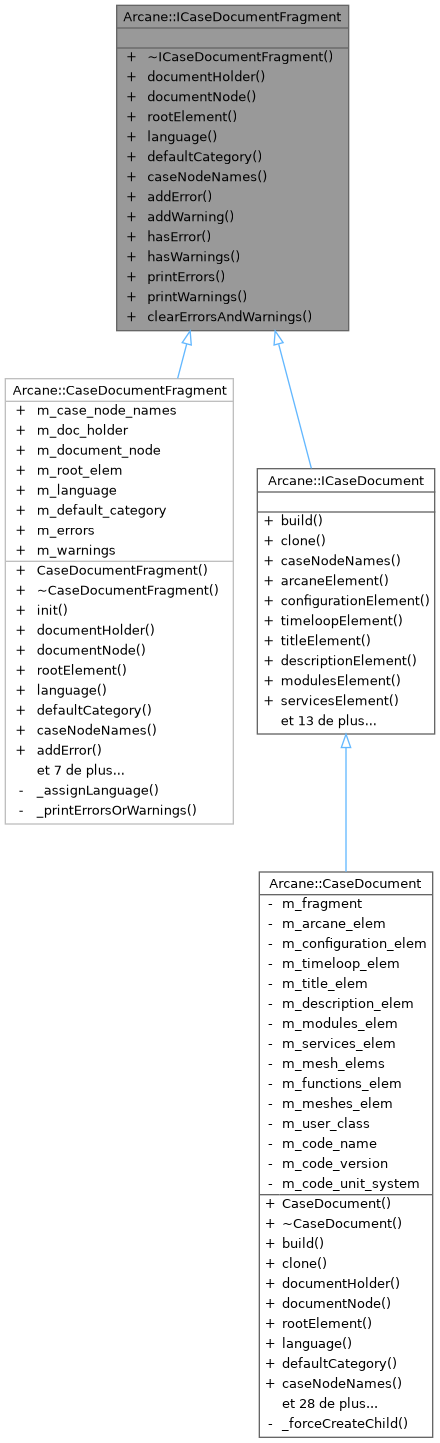 Arcane::ICaseDocumentFragment
+ ~ICaseDocumentFragment()
+ documentHolder()
+ documentNode()
+ rootElement()
+ language()
+ defaultCategory()
+ caseNodeNames()
+ addError()
+ addWarning()
+ hasError()
+ hasWarnings()
+ printErrors()
+ printWarnings()
+ clearErrorsAndWarnings()
Arcane::CaseDocumentFragment
+ m_case_node_names
+ m_doc_holder
+ m_document_node
+ m_root_elem
+ m_language
+ m_default_category
+ m_errors
+ m_warnings
+ CaseDocumentFragment()
+ ~CaseDocumentFragment()
+ init()
+ documentHolder()
+ documentNode()
+ rootElement()
+ language()
+ defaultCategory()
+ caseNodeNames()
+ addError()
et 7 de plus...
- _assignLanguage()
- _printErrorsOrWarnings()
Arcane::ICaseDocument
+ build()
+ clone()
+ caseNodeNames()
+ arcaneElement()
+ configurationElement()
+ timeloopElement()
+ titleElement()
+ descriptionElement()
+ modulesElement()
+ servicesElement()
et 13 de plus...
Arcane::CaseDocument
- m_fragment
- m_arcane_elem
- m_configuration_elem
- m_timeloop_elem
- m_title_elem
- m_description_elem
- m_modules_elem
- m_services_elem
- m_mesh_elems
- m_functions_elem
- m_meshes_elem
- m_user_class
- m_code_name
- m_code_version
- m_code_unit_system
+ CaseDocument()
+ ~CaseDocument()
+ build()
+ clone()
+ documentHolder()
+ documentNode()
+ rootElement()
+ language()
+ defaultCategory()
+ caseNodeNames()
et 28 de plus...
- _forceCreateChild()